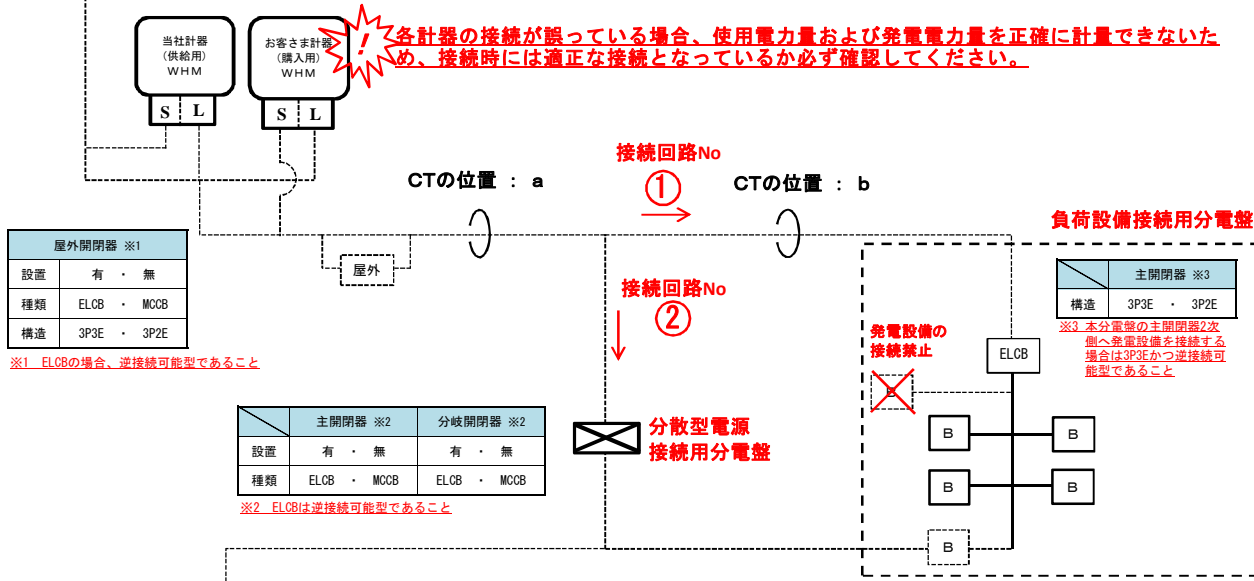 当社計器
(供給用)
WHM
S L
お客さま計器
(購入用)
WHM
S L
!
各計器の接続が誤っている場合、使用電力量および発電電力量を正確に計量できないた
め、接続時には適正な接続となっているか必ず確認してください。
接続回路No
①
CTの位置 : a
CTの位置 : b
負荷設備接続用分電盤
屋外開閉器 ※1
設置 有 ・ 無
種類 ELCB ・ MCCB
構造 3P3E ・ 3P2E
※1 ELCBの場合、逆接続可能型であること
屋外
接続回路No
②
主開閉器 ※3
構造 3P3E ・ 3P2E
※3 本分電盤の主開閉器2次
側へ発電設備を接続する
場合は3P3Eかつ逆接続可
能型であること
発電設備の
接続禁止
ELCB
B
主開閉器 ※2 分岐開閉器 ※2
設置 有 ・ 無 有 ・ 無
種類 ELCB ・ MCCB ELCB ・ MCCB
※2 ELCBは逆接続可能型であること
分散型電源
接続用分電盤
B B
B B
B